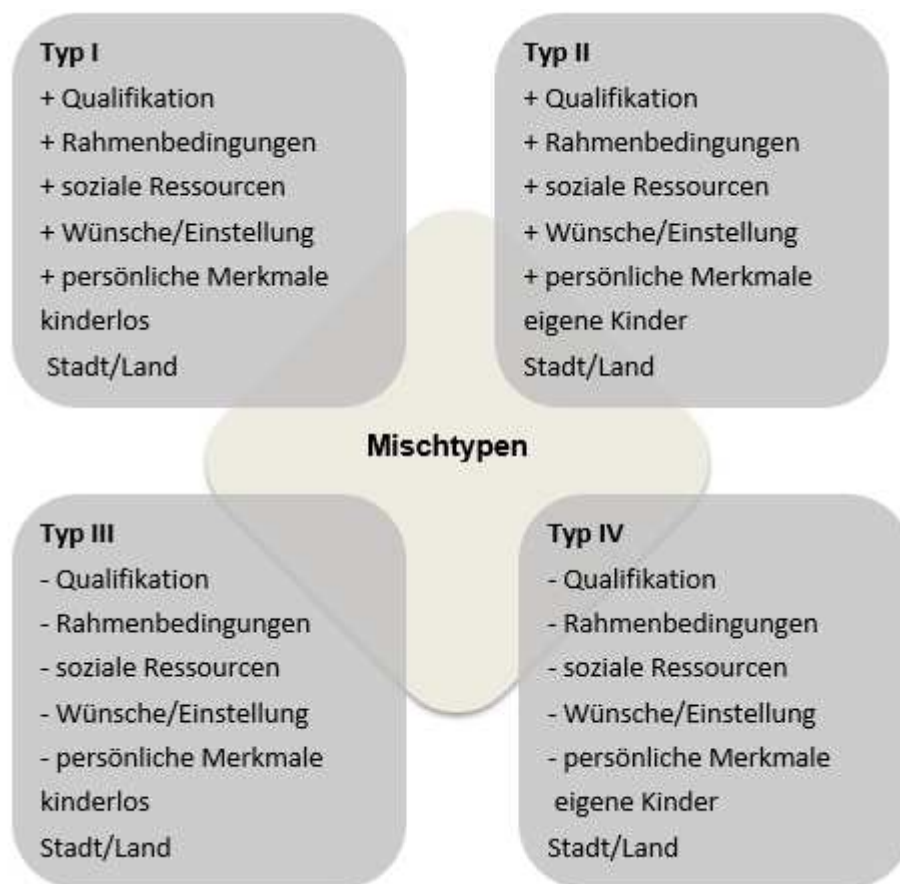 Typ I
+ Qualifikation
+ Rahmenbedingungen
+ soziale Ressourcen
+ Wünsche/Einstellung
+ persönliche Merkmale
kinderlos
Stadt/Land
Typ II
+ Qualifikation
+ Rahmenbedingungen
+ soziale Ressourcen
+ Wünsche/Einstellung
+ persönliche Merkmale
eigene Kinder
Stadt/Land
Mischtypen
Typ III
- Qualifikation
- Rahmenbedingungen
- soziale Ressourcen
- Wünsche/Einstellung
- persönliche Merkmale
kinderlos
Stadt/Land
Typ IV
- Qualifikation
- Rahmenbedingungen
- soziale Ressourcen
- Wünsche/Einstellung
- persönliche Merkmale
eigene Kinder
Stadt/Land